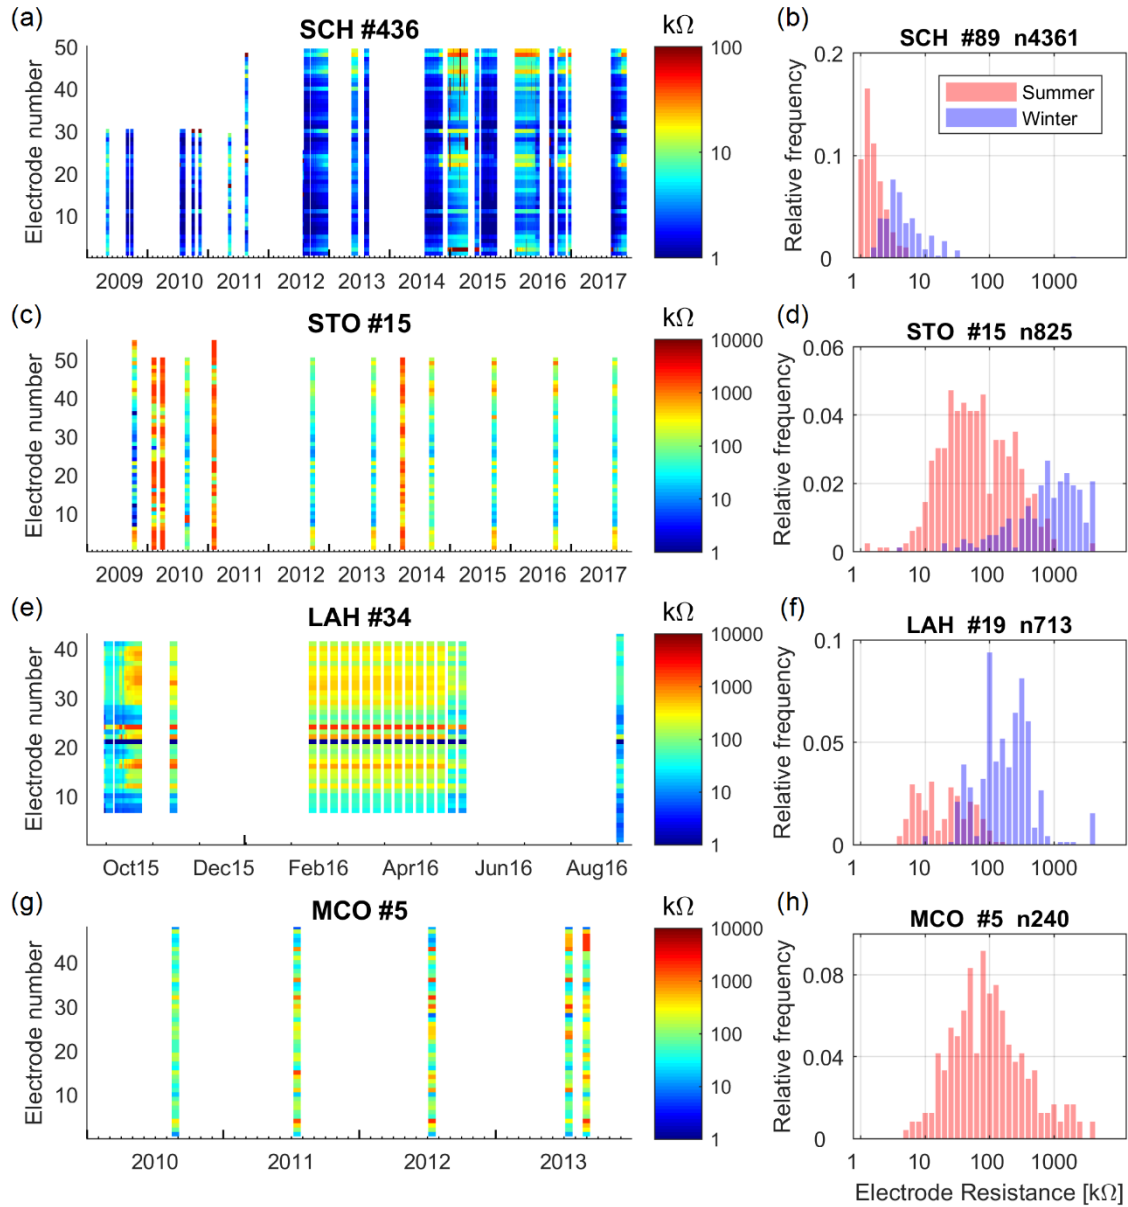 (a)
SCH #436
kΩ
Electrode number
50
40
30
20
10
2009 2010 2011 2012 2013 2014 2015 2016 2017
100
10
1
(b)
SCH #89 n4361
Relative frequency
0.2
0.1
0
Summer
Winter
1 10 100 1000
(c)
STO #15
kΩ
Electrode number
50
40
30
20
10
2009 2010 2011 2012 2013 2014 2015 2016 2017
10000
1000
100
10
1
(d)
STO #15 n825
Relative frequency
0.06
0.04
0.02
0
1 10 100 1000
(e)
LAH #34
kΩ
Electrode number
40
30
20
10
Oct15 Dec15 Feb16 Apr16 Jun16 Aug16
10000
1000
100
10
1
(f)
LAH #19 n713
Relative frequency
0.1
0.05
0
1 10 100 1000
(g)
MCO #5
kΩ
Electrode number
40
30
20
10
2010 2011 2012 2013
10000
1000
100
10
1
(h)
MCO #5 n240
Relative frequency
0.08
0.04
0
1 10 100 1000
Electrode Resistance [kΩ]